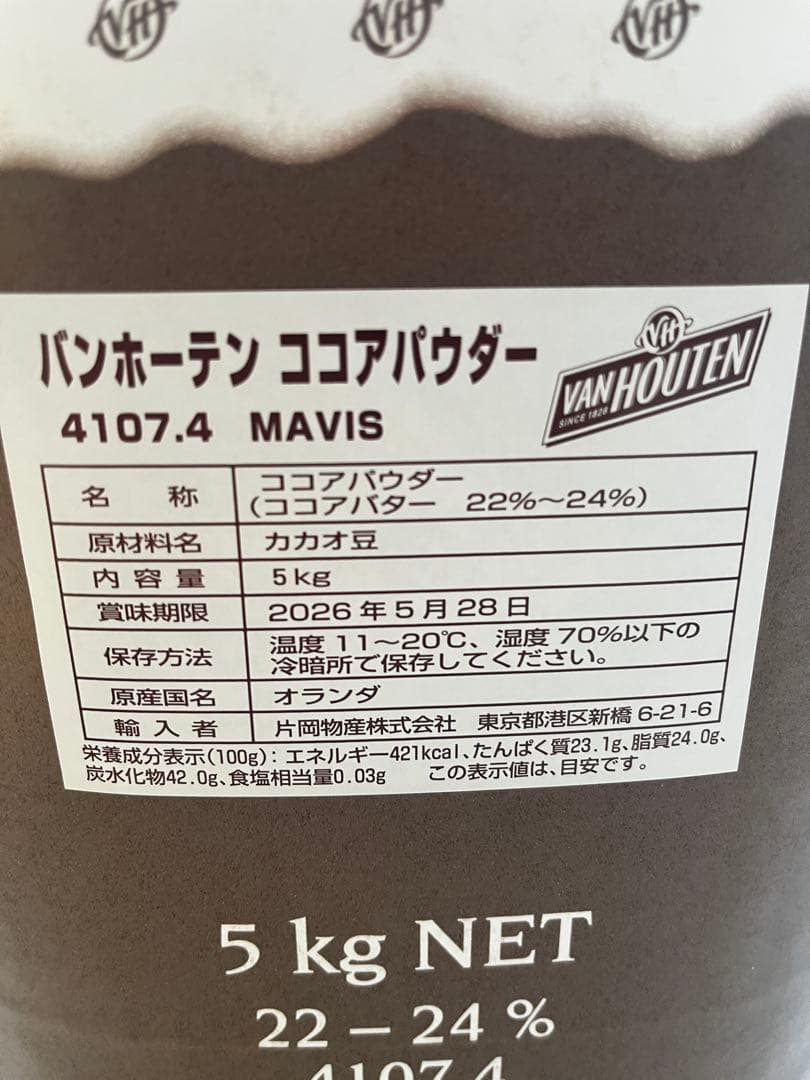 VH VH VH
バンホーテン ココアパウダー
VH
VAN HOUTEN
SINCE 1828
4107.4 MAVIS
名 称 ココアパウダー
(ココアバター 22%～24%)
原材料名 カカオ豆
内容量 5kg
賞味期限 2026年5月28日
保存方法 温度 11～20℃、湿度 70%以下の
冷暗所で保存してください。
原産国名 オランダ
輸入者 片岡物産株式会社 東京都港区新橋 6-21-6
栄養成分表示(100g)：エネルギー421kcal、たんぱく質23.1g、脂質24.0g、
炭水化物42.0g、食塩相当量0.03g この表示値は、目安です。
5 kg NET
22 – 24 %
4107.4